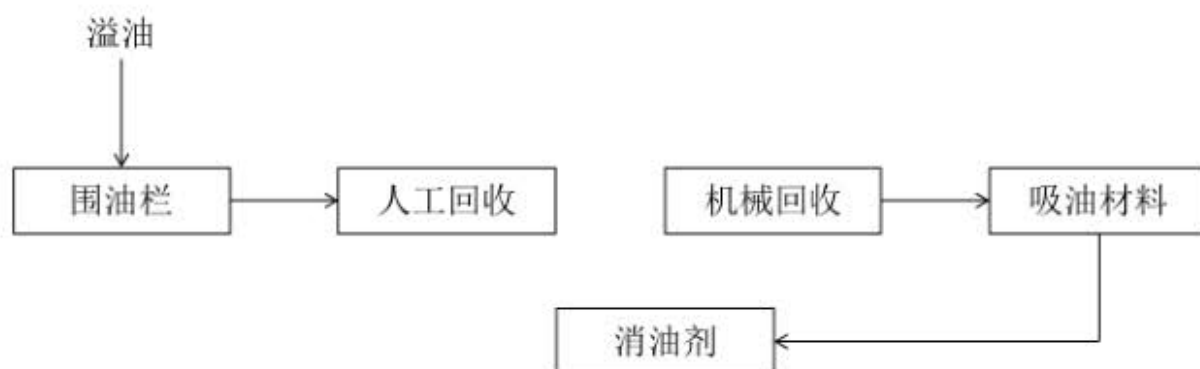 溢油
围油栏
人工回收
机械回收
吸油材料
消油剂